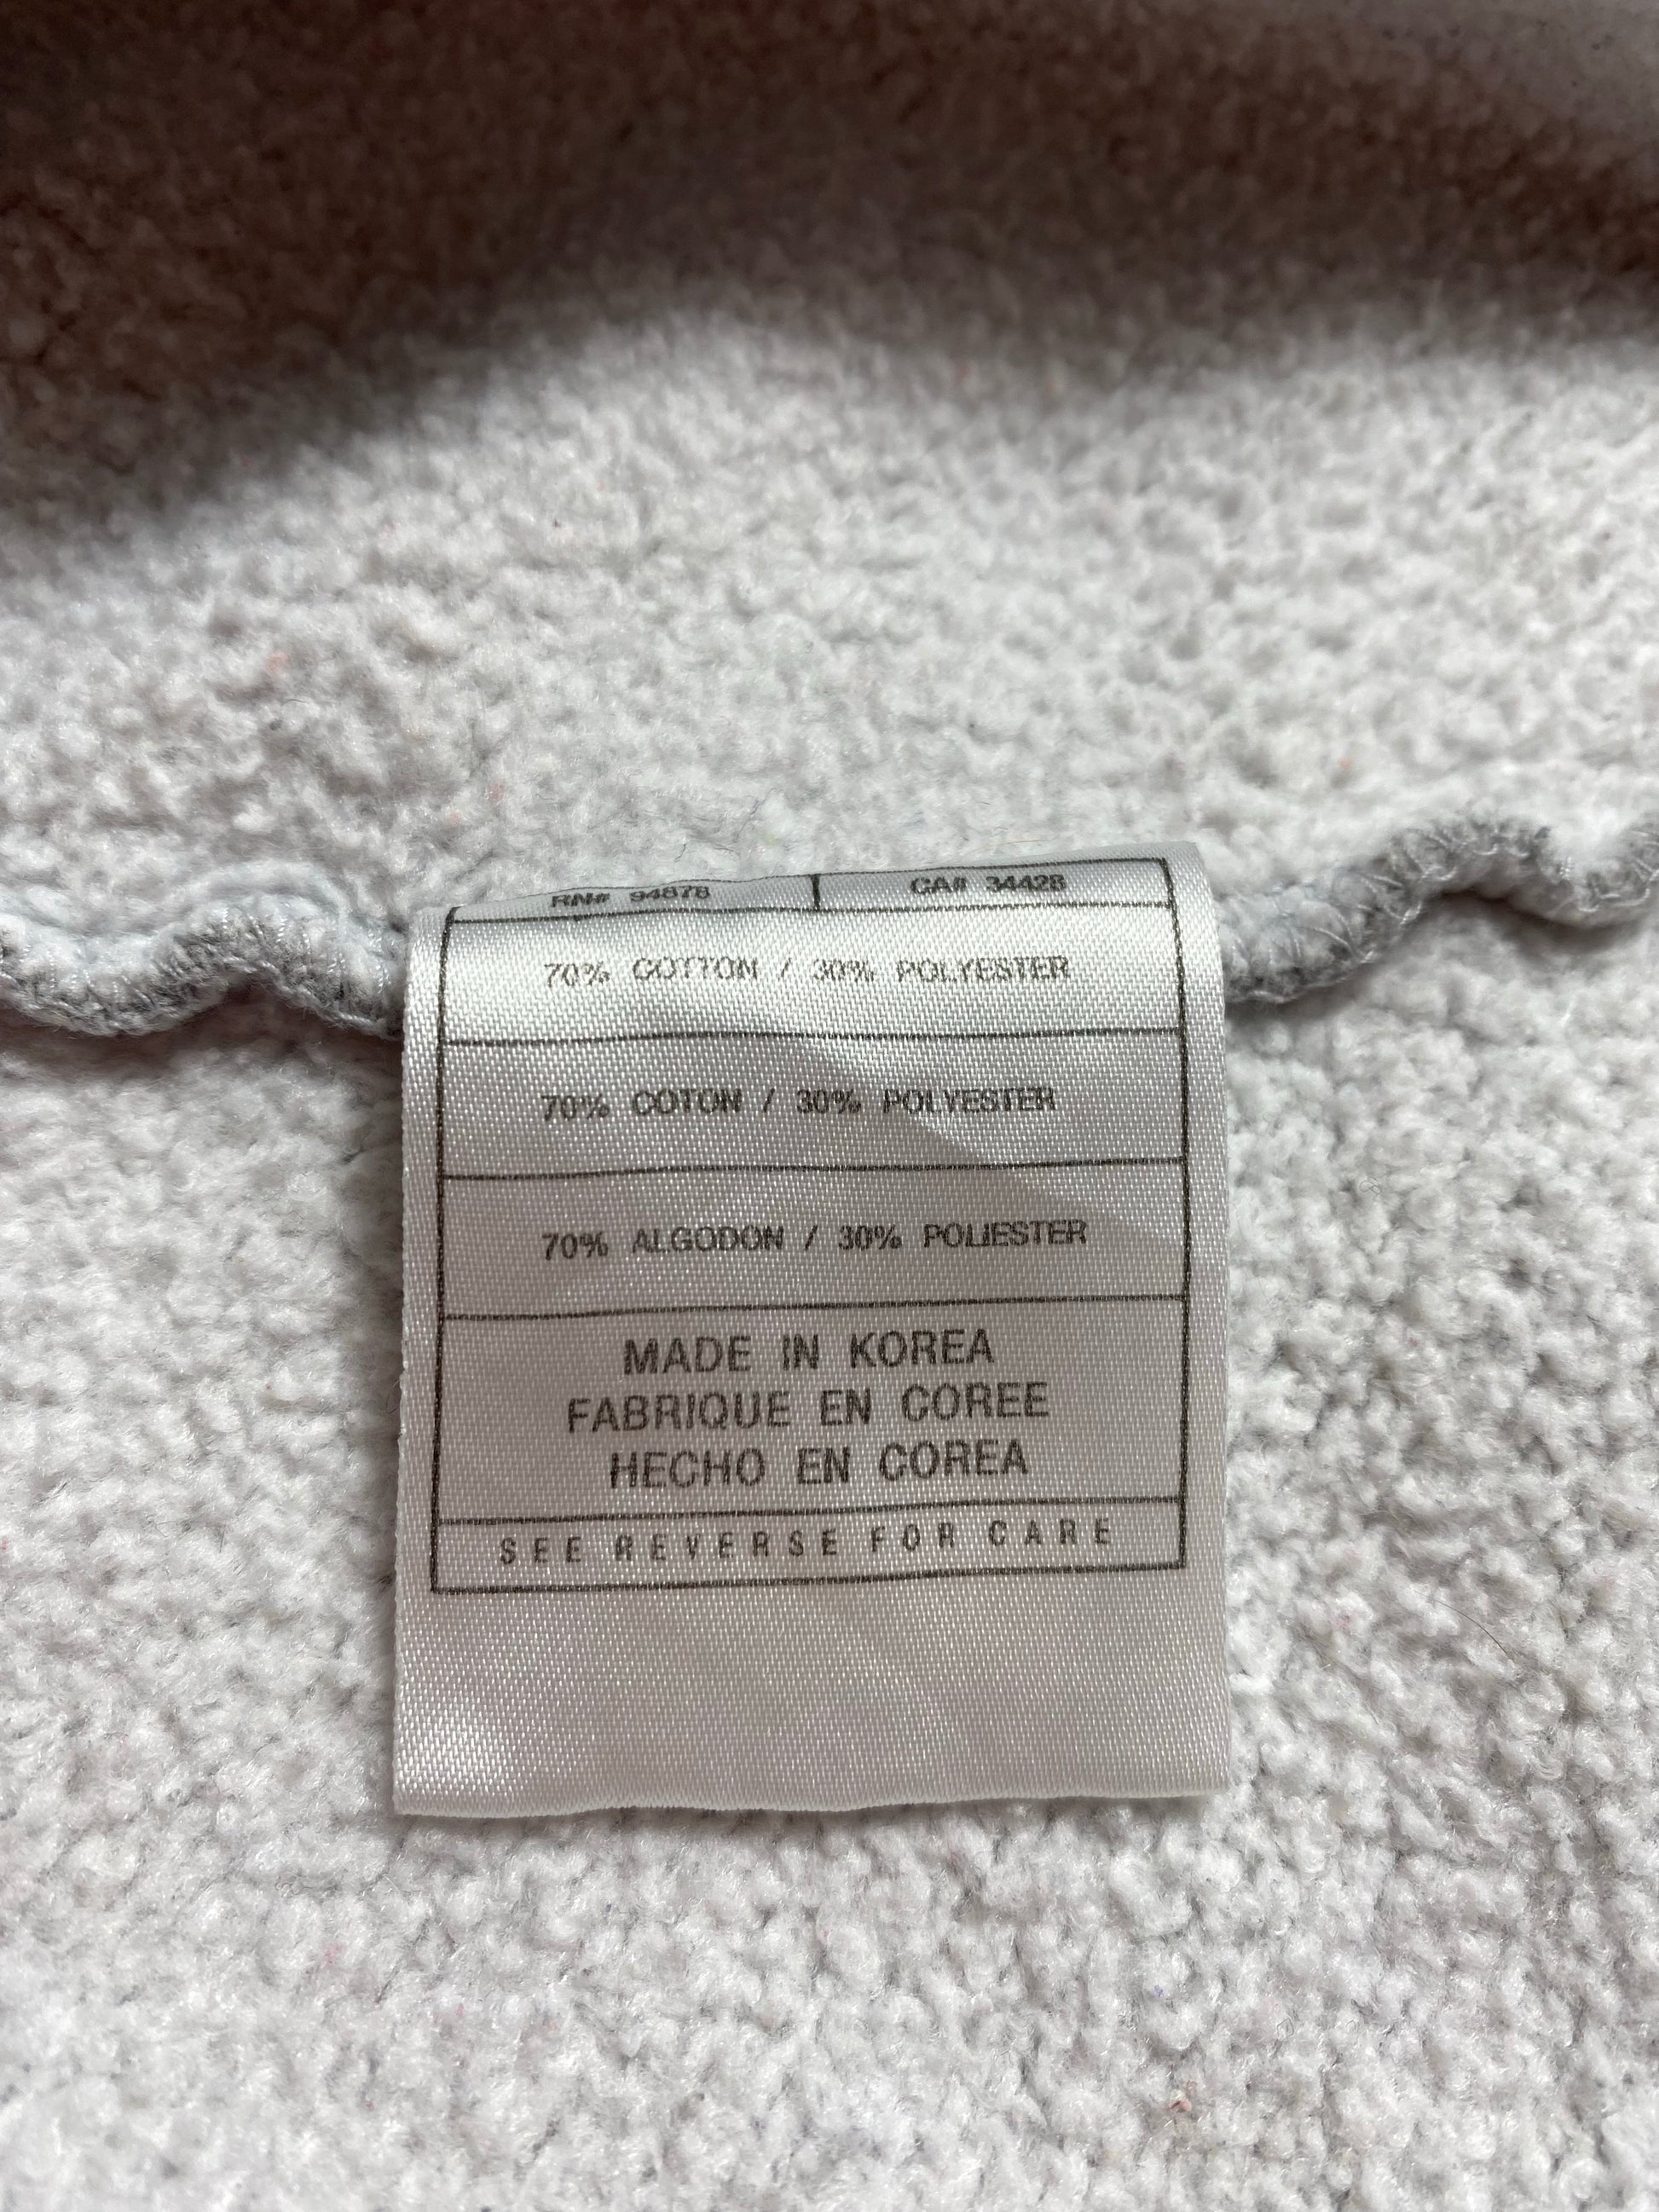 RN# 94878 CA# 34428
70% COTTON / 30% POLYESTER
70% COTON / 30% POLYESTER
70% ALGODON / 30% POLIESTER
MADE IN KOREA
FABRIQUE EN COREE
HECHO EN COREA
SEE REVERSE FOR CARE